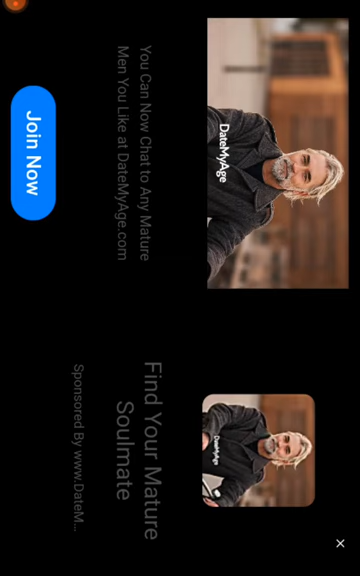 DateMyAge
You Can Now Chat to Any Mature
Men You Like at DateMyAge.com
Join Now
DateMyAge
Find Your Mature
Soulmate
Sponsored By www.DateM...